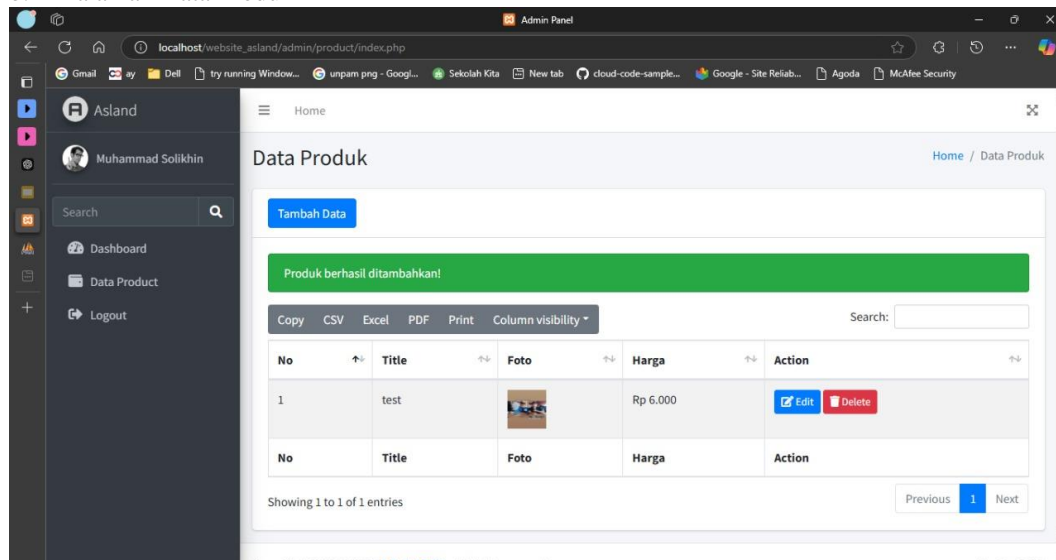 Admin Panel
localhost/website_asland/admin/product/index.php
Gmail ay Dell try running Window... unpam png - Googl... Sekolah Kita New tab cloud-code-sample... Google - Site Reliab... Agoda McAfee Security
Asland
Home
Muhammad Solikhin
Data Produk
Home / Data Produk
Search
Tambah Data
Dashboard
Data Product
Logout
Produk berhasil ditambahkan!
Copy CSV Excel PDF Print Column visibility
Search:
No Title Foto Harga Action
1 test Rp 6.000 Edit Delete
No Title Foto Harga Action
Showing 1 to 1 of 1 entries
Previous 1 Next